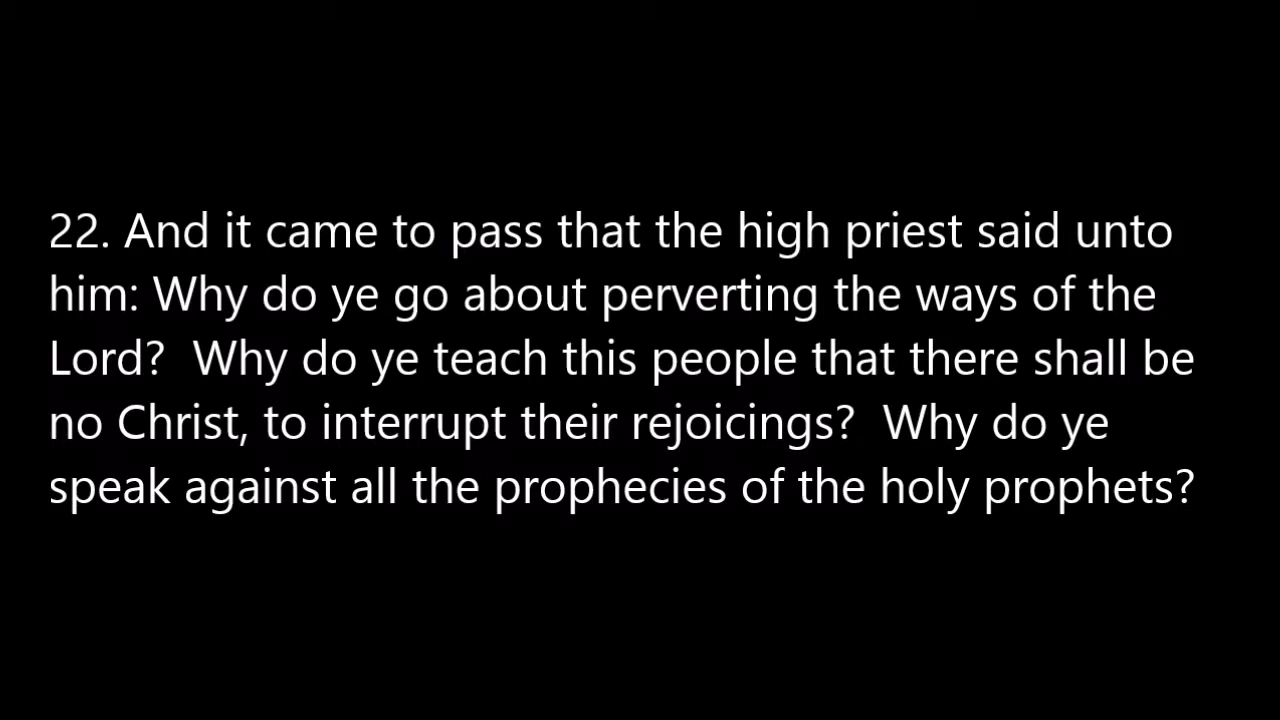 22. And it came to pass that the high priest said unto
him: Why do ye go about perverting the ways of the
Lord?  Why do ye teach this people that there shall be
no Christ, to interrupt their rejoicings?  Why do ye
speak against all the prophecies of the holy prophets?